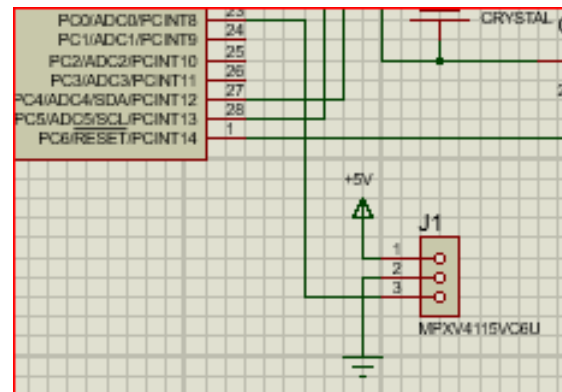 PC0/ADC0/PCINT8 23
PC1/ADC1/PCINT9 24
PC2/ADC2/PCINT10 25
PC3/ADC3/PCINT11 26
PC4/ADC4/SDA/PCINT12 27
PC5/ADC5/SCL/PCINT13 28
PC6/RESET/PCINT14 1
CRYSTAL
+5V
J1
1
2
3
MPXV4115VC6U